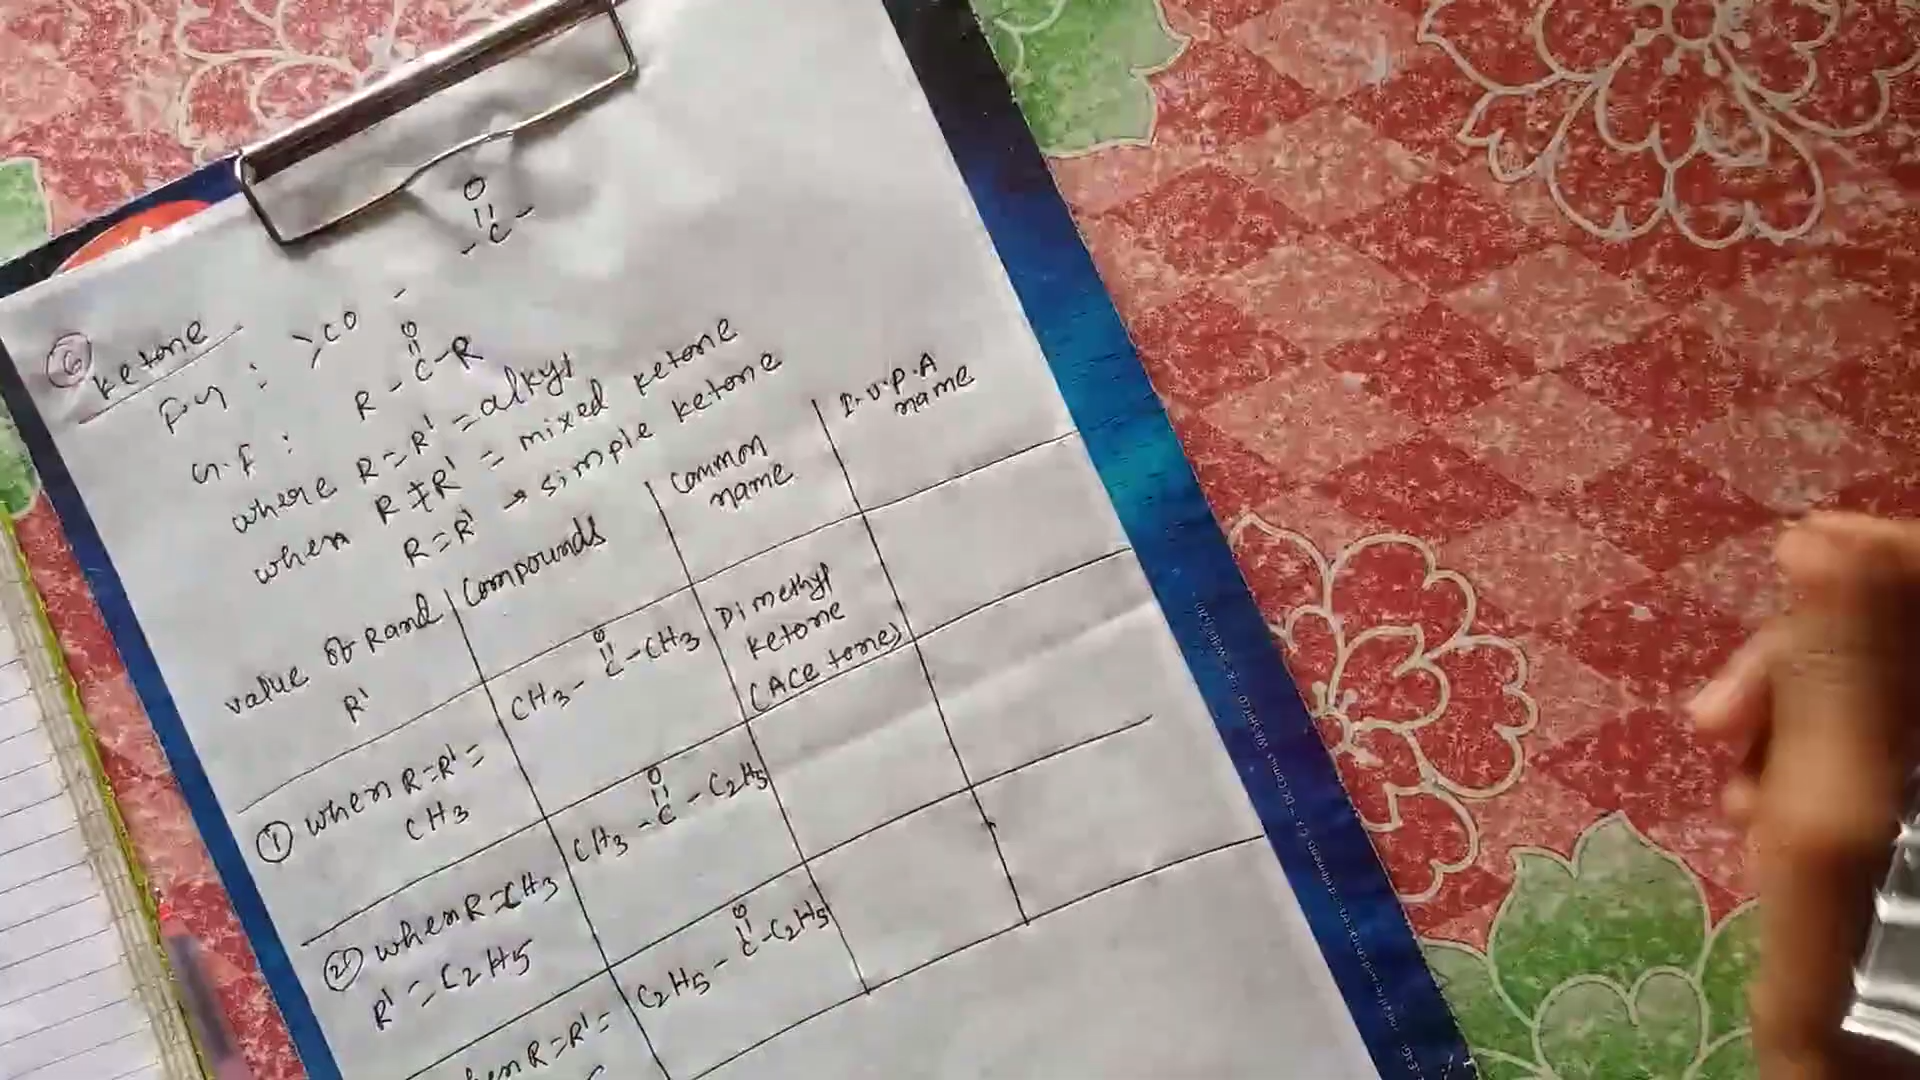 O
||
-C-
6 ketone
F.G : >CO
O
||
G.F : R-C-R
where R=R' = alkyl
when R≠R' = mixed ketone
R=R' → simple ketone
value of R and R' Compounds Common name I.U.P.A name
① when R=R'= CH3
O
||
CH3-C-CH3
Dimethyl
ketone
(ACetone)
② when R=CH3
R'=C2H5
O
||
CH3-C-C2H5
when R=R'=
O
||
C2H5-C-C2H5